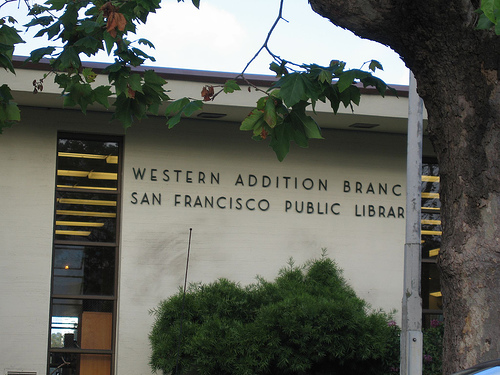 WESTERN ADDITION BRANC
SAN FRANCISCO PUBLIC LIBRAR